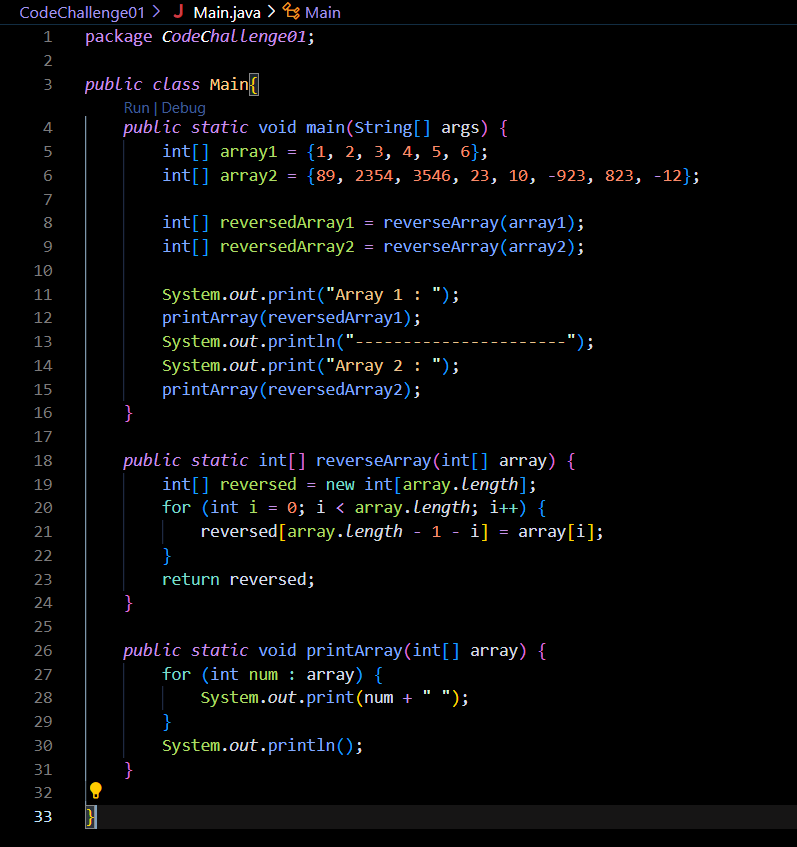 CodeChallenge01 > J Main.java > Main
1 package CodeChallenge01;
2
3 public class Main{
Run | Debug
4     public static void main(String[] args) {
5         int[] array1 = {1, 2, 3, 4, 5, 6};
6         int[] array2 = {89, 2354, 3546, 23, 10, -923, 823, -12};
7
8         int[] reversedArray1 = reverseArray(array1);
9         int[] reversedArray2 = reverseArray(array2);
10
11         System.out.print("Array 1 : ");
12         printArray(reversedArray1);
13         System.out.println("----------------------");
14         System.out.print("Array 2 : ");
15         printArray(reversedArray2);
16     }
17
18     public static int[] reverseArray(int[] array) {
19         int[] reversed = new int[array.length];
20         for (int i = 0; i < array.length; i++) {
21             reversed[array.length - 1 - i] = array[i];
22         }
23         return reversed;
24     }
25
26     public static void printArray(int[] array) {
27         for (int num : array) {
28             System.out.print(num + " ");
29         }
30         System.out.println();
31     }
32
33 }